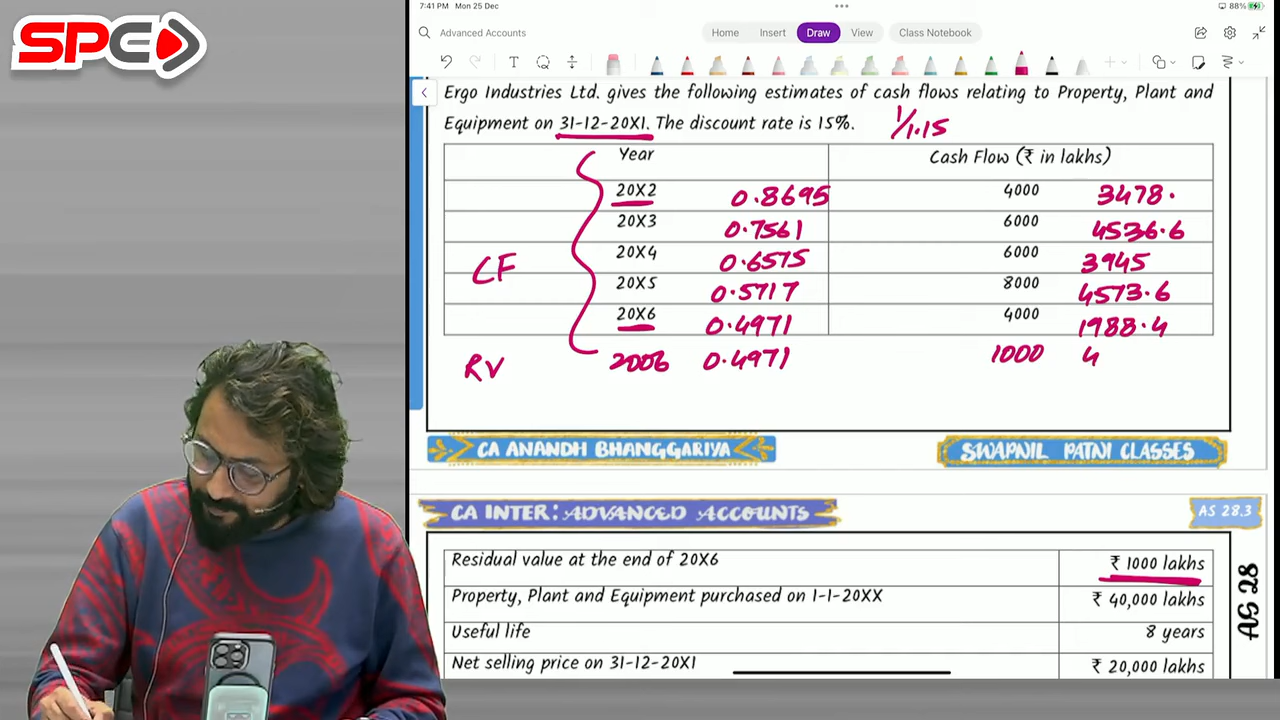 SPC
7:41 PM Mon 25 Dec
88%
Advanced Accounts
Home Insert Draw View Class Notebook
Ergo Industries Ltd. gives the following estimates of cash flows relating to Property, Plant and
Equipment on 31-12-20X1. The discount rate is 15%. 1/1.15
Year Cash Flow (₹ in lakhs)
20X2 0.8695 4000 3478.
20X3 0.7561 6000 4536.6
20X4 0.6575 6000 3945
CF
20X5 0.5717 8000 4573.6
20X6 0.4971 4000 1988.4
RV 2006 0.4971 1000 4
CA ANANDH BHANGGARIYA SWAPNIL PATNI CLASSES
CA INTER: ADVANCED ACCOUNTS AS 28.3
Residual value at the end of 20X6 ₹ 1000 lakhs
Property, Plant and Equipment purchased on 1-1-20XX ₹ 40,000 lakhs
Useful life 8 years
Net selling price on 31-12-20X1 ₹ 20,000 lakhs
AS 28